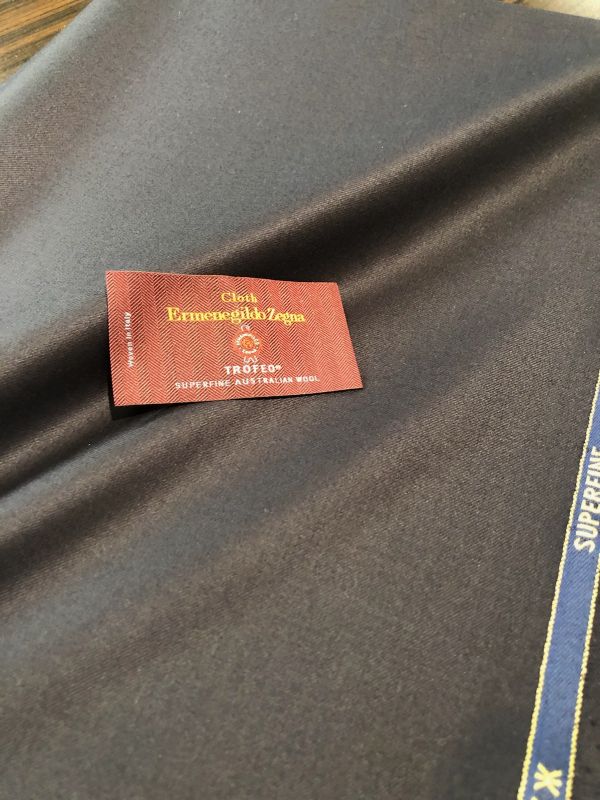 Cloth
Ermenegildo Zegna
TROFEO®
SUPERFINE AUSTRALIAN WOOL
Woven in Italy
SUPERFINE